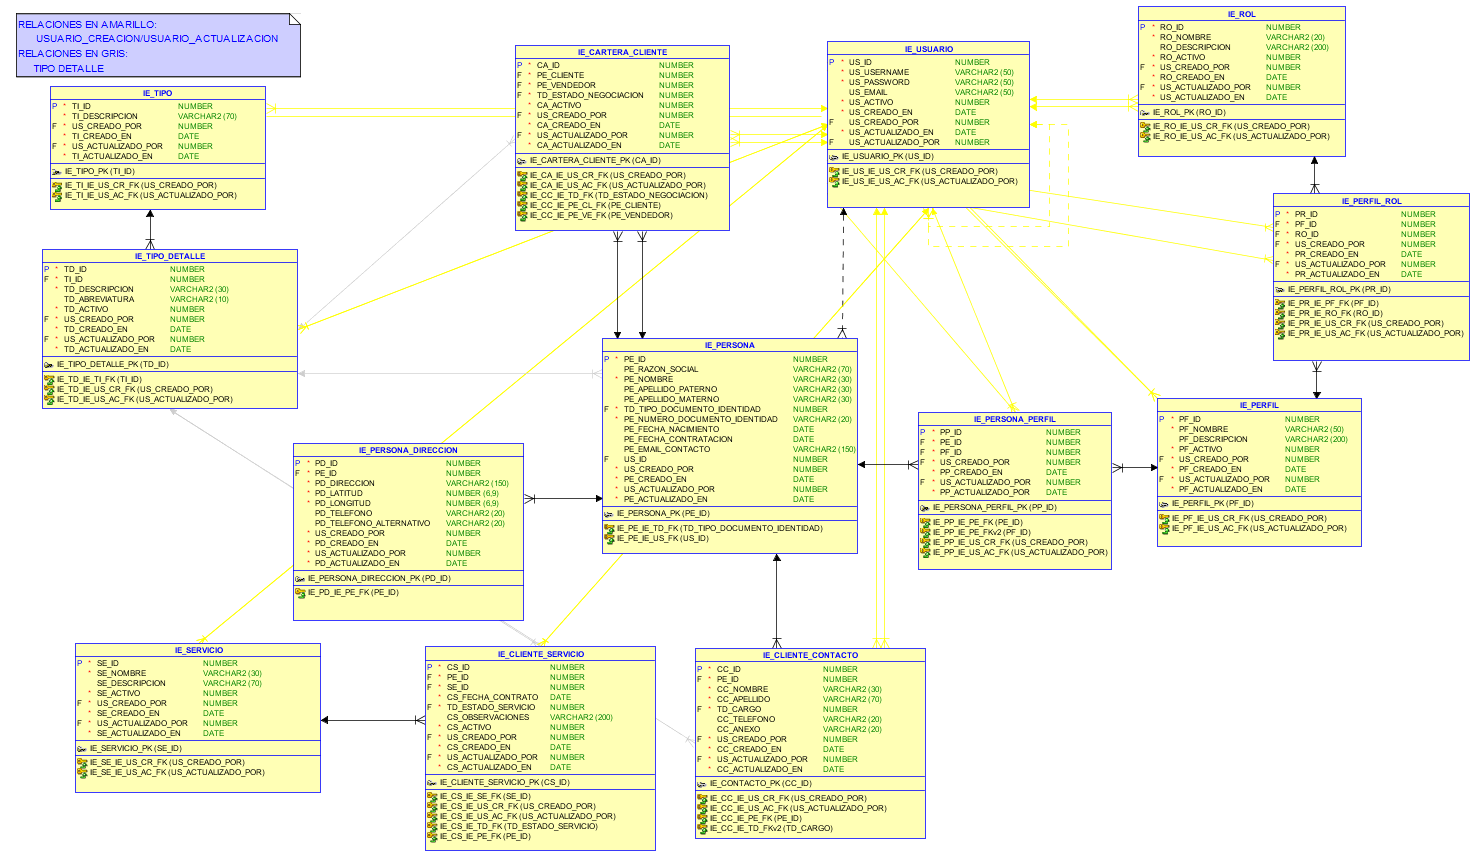 RELACIONES EN AMARILLO:
USUARIO_CREACION/USUARIO_ACTUALIZACION
RELACIONES EN GRIS:
TIPO DETALLE
IE_TIPO
P * TI_ID NUMBER
* TI_DESCRIPCION VARCHAR2 (70)
F * US_CREADO_POR NUMBER
* TI_CREADO_EN DATE
F * US_ACTUALIZADO_POR NUMBER
* TI_ACTUALIZADO_EN DATE
IE_TIPO_PK (TI_ID)
IE_TI_IE_US_CR_FK (US_CREADO_POR)
IE_TI_IE_US_AC_FK (US_ACTUALIZADO_POR)
IE_CARTERA_CLIENTE
P * CA_ID NUMBER
F * PE_CLIENTE NUMBER
F * PE_VENDEDOR NUMBER
F * TD_ESTADO_NEGOCIACION NUMBER
* CA_ACTIVO NUMBER
F * US_CREADO_POR NUMBER
* CA_CREADO_EN DATE
F * US_ACTUALIZADO_POR NUMBER
* CA_ACTUALIZADO_EN DATE
IE_CARTERA_CLIENTE_PK (CA_ID)
IE_CA_IE_US_CR_FK (US_CREADO_POR)
IE_CA_IE_US_AC_FK (US_ACTUALIZADO_POR)
IE_CC_IE_TD_FK (TD_ESTADO_NEGOCIACION)
IE_CC_IE_PE_CL_FK (PE_CLIENTE)
IE_CC_IE_PE_VE_FK (PE_VENDEDOR)
IE_USUARIO
P * US_ID NUMBER
* US_USERNAME VARCHAR2 (50)
* US_PASSWORD VARCHAR2 (50)
US_EMAIL VARCHAR2 (50)
* US_ACTIVO NUMBER
* US_CREADO_EN DATE
F US_CREADO_POR NUMBER
* US_ACTUALIZADO_EN DATE
F US_ACTUALIZADO_POR NUMBER
IE_USUARIO_PK (US_ID)
IE_US_IE_US_CR_FK (US_CREADO_POR)
IE_US_IE_US_AC_FK (US_ACTUALIZADO_POR)
IE_ROL
P * RO_ID NUMBER
* RO_NOMBRE VARCHAR2 (20)
RO_DESCRIPCION VARCHAR2 (200)
* RO_ACTIVO NUMBER
F * US_CREADO_POR NUMBER
* RO_CREADO_EN DATE
F * US_ACTUALIZADO_POR NUMBER
* US_ACTUALIZADO_EN DATE
IE_ROL_PK (RO_ID)
IE_RO_IE_US_CR_FK (US_CREADO_POR)
IE_RO_IE_US_AC_FK (US_ACTUALIZADO_POR)
IE_PERFIL_ROL
P * PR_ID NUMBER
F * PF_ID NUMBER
F * RO_ID NUMBER
F * US_CREADO_POR NUMBER
* PR_CREADO_EN DATE
F * US_ACTUALIZADO_POR NUMBER
* PR_ACTUALIZADO_EN DATE
IE_PERFIL_ROL_PK (PR_ID)
IE_PR_IE_PF_FK (PF_ID)
IE_PR_IE_RO_FK (RO_ID)
IE_PR_IE_US_CR_FK (US_CREADO_POR)
IE_PR_IE_US_AC_FK (US_ACTUALIZADO_POR)
IE_TIPO_DETALLE
P * TD_ID NUMBER
F * TI_ID NUMBER
* TD_DESCRIPCION VARCHAR2 (30)
TD_ABREVIATURA VARCHAR2 (10)
* TD_ACTIVO NUMBER
F * US_CREADO_POR NUMBER
* TD_CREADO_EN DATE
F * US_ACTUALIZADO_POR NUMBER
* TD_ACTUALIZADO_EN DATE
IE_TIPO_DETALLE_PK (TD_ID)
IE_TD_IE_TI_FK (TI_ID)
IE_TD_IE_US_CR_FK (US_CREADO_POR)
IE_TD_IE_US_AC_FK (US_ACTUALIZADO_POR)
IE_PERSONA
P * PE_ID NUMBER
PE_RAZON_SOCIAL VARCHAR2 (70)
* PE_NOMBRE VARCHAR2 (30)
PE_APELLIDO_PATERNO VARCHAR2 (30)
PE_APELLIDO_MATERNO VARCHAR2 (30)
F * TD_TIPO_DOCUMENTO_IDENTIDAD NUMBER
* PE_NUMERO_DOCUMENTO_IDENTIDAD VARCHAR2 (20)
PE_FECHA_NACIMIENTO DATE
PE_FECHA_CONTRATACION DATE
PE_EMAIL_CONTACTO VARCHAR2 (150)
F US_ID NUMBER
* US_CREADO_POR NUMBER
* PE_CREADO_EN DATE
* US_ACTUALIZADO_POR NUMBER
* PE_ACTUALIZADO_EN DATE
IE_PERSONA_PK (PE_ID)
IE_PE_IE_TD_FK (TD_TIPO_DOCUMENTO_IDENTIDAD)
IE_PE_IE_US_FK (US_ID)
IE_PERSONA_PERFIL
P * PP_ID NUMBER
F * PE_ID NUMBER
F * PF_ID NUMBER
F * US_CREADO_POR NUMBER
* PP_CREADO_EN DATE
F * US_ACTUALIZADO_POR NUMBER
* PP_ACTUALIZADO_POR DATE
IE_PERSONA_PERFIL_PK (PP_ID)
IE_PP_IE_PE_FK (PE_ID)
IE_PP_IE_PE_FKv2 (PF_ID)
IE_PP_IE_US_CR_FK (US_CREADO_POR)
IE_PP_IE_US_AC_FK (US_ACTUALIZADO_POR)
IE_PERFIL
P * PF_ID NUMBER
* PF_NOMBRE VARCHAR2 (50)
PF_DESCRIPCION VARCHAR2 (200)
* PF_ACTIVO NUMBER
F * US_CREADO_POR NUMBER
* PF_CREADO_EN DATE
F * US_ACTUALIZADO_POR NUMBER
* PF_ACTUALIZADO_EN DATE
IE_PERFIL_PK (PF_ID)
IE_PF_IE_US_CR_FK (US_CREADO_POR)
IE_PF_IE_US_AC_FK (US_ACTUALIZADO_POR)
IE_PERSONA_DIRECCION
P * PD_ID NUMBER
F * PE_ID NUMBER
* PD_DIRECCION VARCHAR2 (150)
* PD_LATITUD NUMBER (6,9)
* PD_LONGITUD NUMBER (6,9)
PD_TELEFONO VARCHAR2 (20)
PD_TELEFONO_ALTERNATIVO VARCHAR2 (20)
* US_CREADO_POR NUMBER
* PD_CREADO_EN DATE
* US_ACTUALIZADO_POR NUMBER
* PD_ACTUALIZADO_EN DATE
IE_PERSONA_DIRECCION_PK (PD_ID)
IE_PD_IE_PE_FK (PE_ID)
IE_SERVICIO
P * SE_ID NUMBER
* SE_NOMBRE VARCHAR2 (30)
SE_DESCRIPCION VARCHAR2 (70)
* SE_ACTIVO NUMBER
F * US_CREADO_POR NUMBER
* SE_CREADO_EN DATE
F * US_ACTUALIZADO_POR NUMBER
* SE_ACTUALIZADO_EN DATE
IE_SERVICIO_PK (SE_ID)
IE_SE_IE_US_CR_FK (US_CREADO_POR)
IE_SE_IE_US_AC_FK (US_ACTUALIZADO_POR)
IE_CLIENTE_SERVICIO
P * CS_ID NUMBER
F * PE_ID NUMBER
F * SE_ID NUMBER
* CS_FECHA_CONTRATO DATE
F * TD_ESTADO_SERVICIO NUMBER
CS_OBSERVACIONES VARCHAR2 (200)
* CS_ACTIVO NUMBER
F * US_CREADO_POR NUMBER
* CS_CREADO_EN DATE
F * US_ACTUALIZADO_POR NUMBER
* CS_ACTUALIZADO_EN DATE
IE_CLIENTE_SERVICIO_PK (CS_ID)
IE_CS_IE_SE_FK (SE_ID)
IE_CS_IE_US_CR_FK (US_CREADO_POR)
IE_CS_IE_US_AC_FK (US_ACTUALIZADO_POR)
IE_CS_IE_TD_FK (TD_ESTADO_SERVICIO)
IE_CS_IE_PE_FK (PE_ID)
IE_CLIENTE_CONTACTO
P * CC_ID NUMBER
F * PE_ID NUMBER
* CC_NOMBRE VARCHAR2 (30)
* CC_APELLIDO VARCHAR2 (70)
F * TD_CARGO NUMBER
CC_TELEFONO VARCHAR2 (20)
CC_ANEXO VARCHAR2 (20)
F * US_CREADO_POR NUMBER
* CC_CREADO_EN DATE
F * US_ACTUALIZADO_POR NUMBER
* CC_ACTUALIZADO_EN DATE
IE_CONTACTO_PK (CC_ID)
IE_CC_IE_US_CR_FK (US_CREADO_POR)
IE_CC_IE_US_AC_FK (US_ACTUALIZADO_POR)
IE_CC_IE_PE_FK (PE_ID)
IE_CC_IE_TD_FKv2 (TD_CARGO)